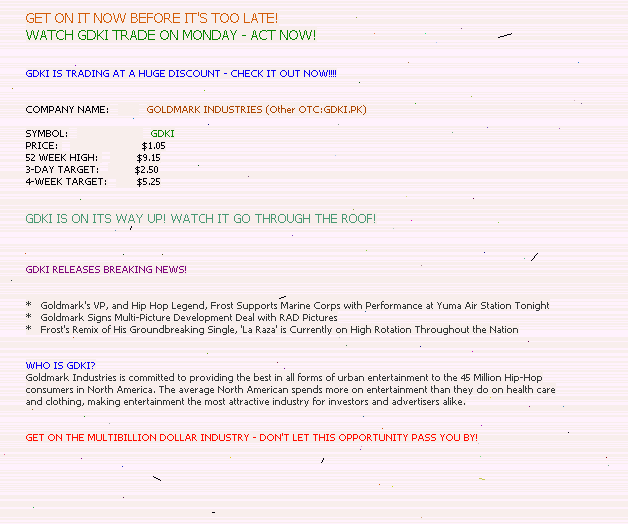 GET ON IT NOW BEFORE IT'S TOO LATE!
WATCH GDKI TRADE ON MONDAY - ACT NOW!
GDKI IS TRADING AT A HUGE DISCOUNT - CHECK IT OUT NOW!!!!
COMPANY NAME: GOLDMARK INDUSTRIES (Other OTC:GDKI.PK)
SYMBOL: GDKI
PRICE: $1.05
52 WEEK HIGH: $9.15
3-DAY TARGET: $2.50
4-WEEK TARGET: $5.25
GDKI IS ON ITS WAY UP! WATCH IT GO THROUGH THE ROOF!
GDKI RELEASES BREAKING NEWS!
* Goldmark's VP, and Hip Hop Legend, Frost Supports Marine Corps with Performance at Yuma Air Station Tonight
* Goldmark Signs Multi-Picture Development Deal with RAD Pictures
* Frost's Remix of His Groundbreaking Single, 'La Raza' is Currently on High Rotation Throughout the Nation
WHO IS GDKI?
Goldmark Industries is committed to providing the best in all forms of urban entertainment to the 45 Million Hip-Hop
consumers in North America. The average North American spends more on entertainment than they do on health care
and clothing, making entertainment the most attractive industry for investors and advertisers alike.
GET ON THE MULTIBILLION DOLLAR INDUSTRY - DON'T LET THIS OPPORTUNITY PASS YOU BY!